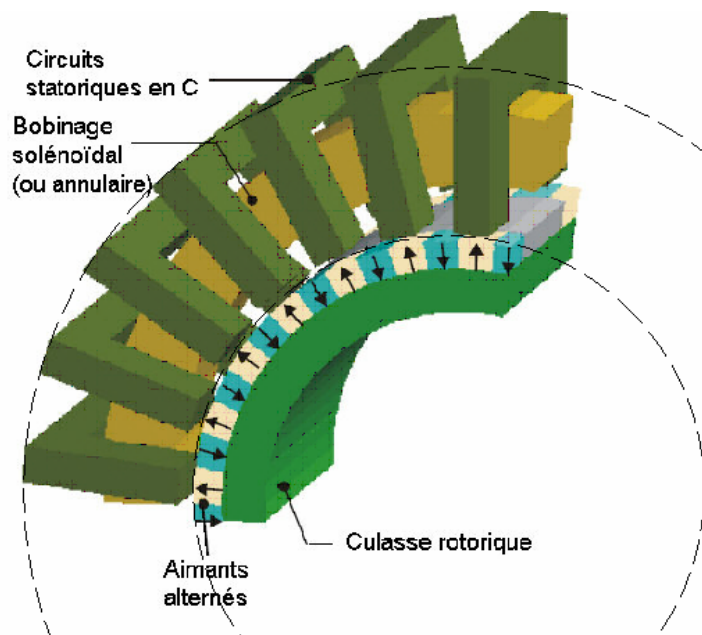 Circuits
statoriques en C
Bobinage
solénoïdal
(ou annulaire)
Culasse rotorique
Aimants
alternés